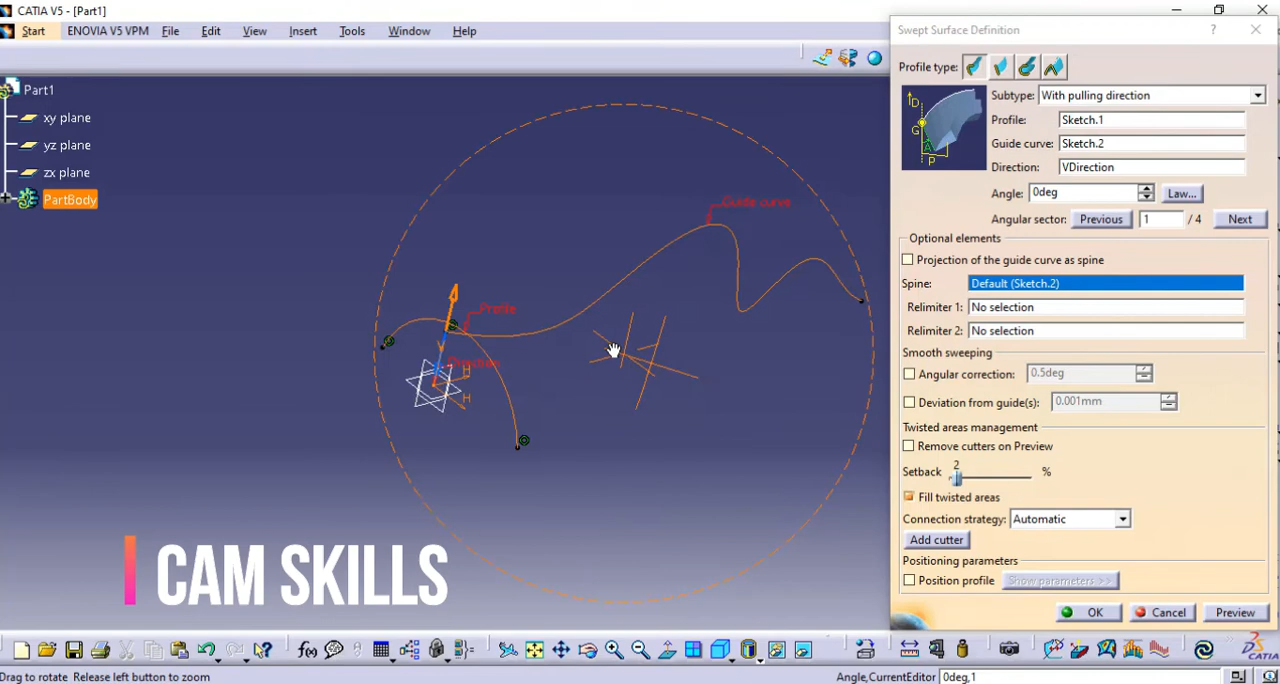 CATIA V5 - [Part1]
Start ENOVIA V5 VPM File Edit View Insert Tools Window Help
Part1
xy plane
yz plane
zx plane
PartBody
Guide curve
Profile
Direction
V
H
H
CAM SKILLS
Swept Surface Definition
? ×
Profile type:
Subtype: With pulling direction
Profile: Sketch.1
Guide curve: Sketch.2
Direction: VDirection
Angle: 0deg Law...
Angular sector: Previous 1 / 4 Next
D
G
A
P
Optional elements
Projection of the guide curve as spine
Spine: Default (Sketch.2)
Relimiter 1: No selection
Relimiter 2: No selection
Smooth sweeping
Angular correction: 0.5deg
Deviation from guide(s): 0.001mm
Twisted areas management
Remove cutters on Preview
Setback 2 %
Fill twisted areas
Connection strategy: Automatic
Add cutter
Positioning parameters
Position profile Show parameters >>
OK Cancel Preview
f(x)
CATIA
Drag to rotate Release left button to zoom
Angle,CurrentEditor 0deg,1